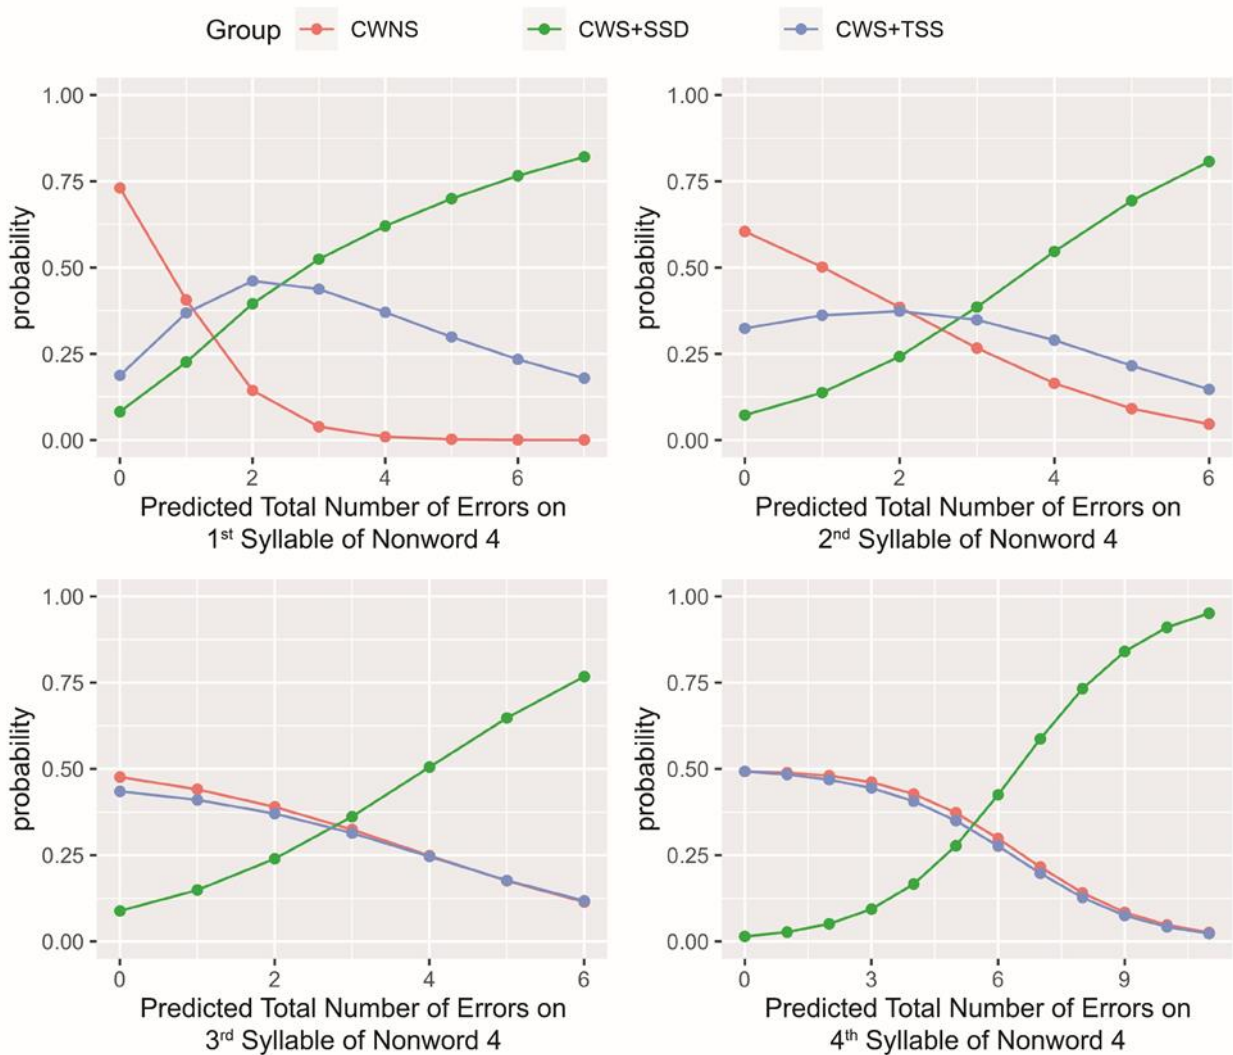 Group CWNS CWS+SSD CWS+TSS
1.00
0.75
0.50
0.25
0.00
probability
0 2 4 6
Predicted Total Number of Errors on
1st Syllable of Nonword 4
1.00
0.75
0.50
0.25
0.00
probability
0 2 4 6
Predicted Total Number of Errors on
2nd Syllable of Nonword 4
1.00
0.75
0.50
0.25
0.00
probability
0 2 4 6
Predicted Total Number of Errors on
3rd Syllable of Nonword 4
1.00
0.75
0.50
0.25
0.00
probability
0 3 6 9
Predicted Total Number of Errors on
4th Syllable of Nonword 4